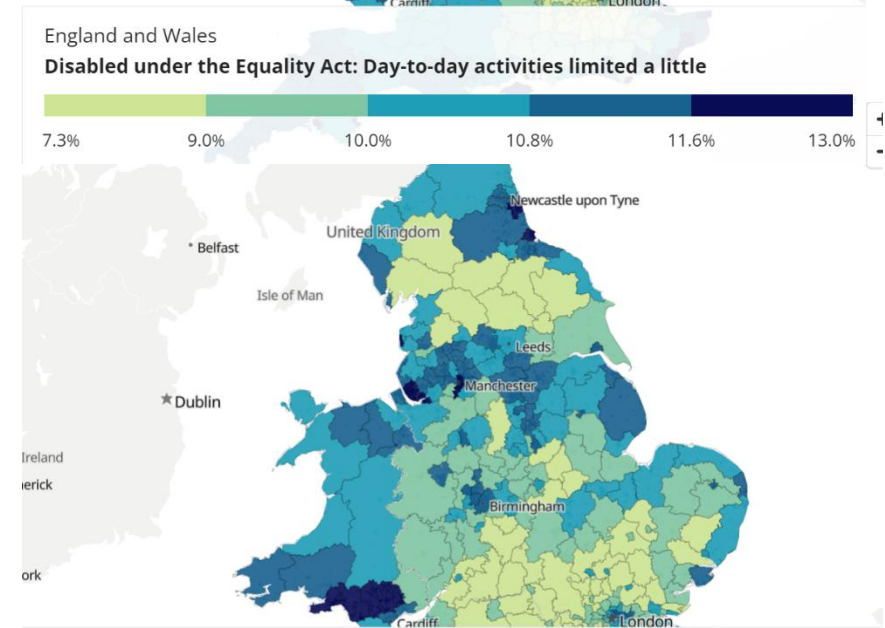 Cardiff
London
England and Wales
Disabled under the Equality Act: Day-to-day activities limited a little
7.3% 9.0% 10.0% 10.8% 11.6% 13.0%
+
-
Newcastle upon Tyne
United Kingdom
Belfast
Isle of Man
Leeds
Manchester
Dublin
Ireland
erick
Birmingham
ork
Cardiff
London